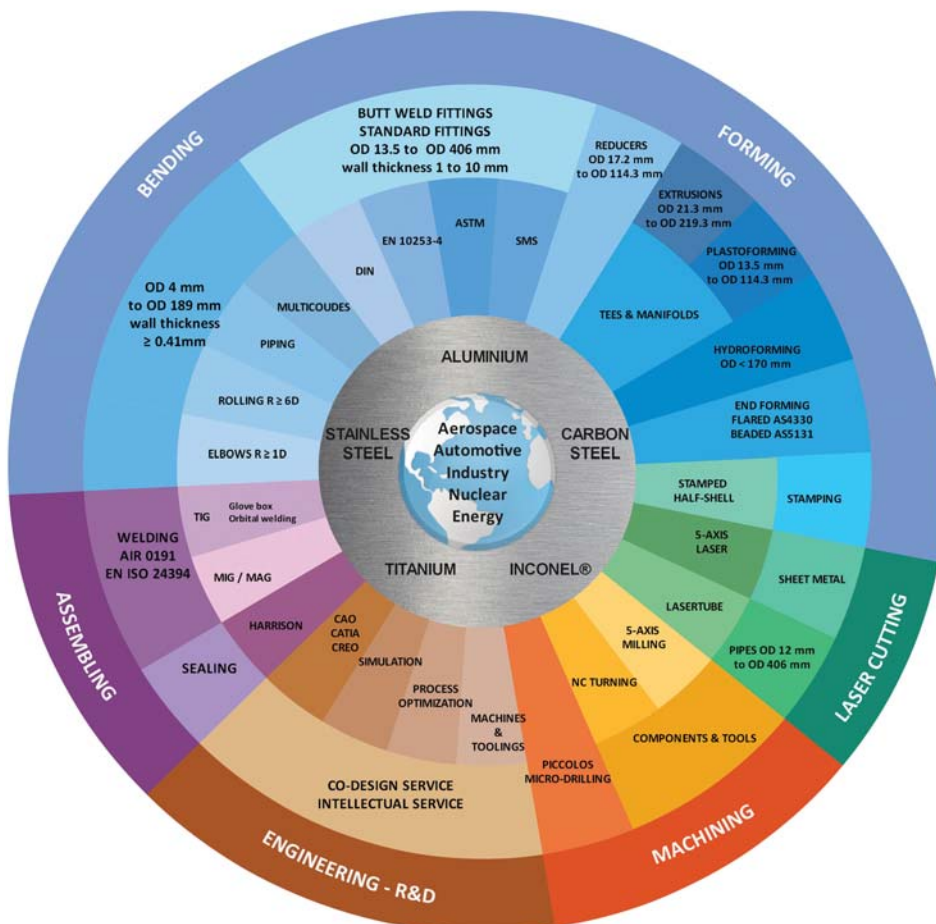 BENDING
FORMING
LASER CUTTING
MACHINING
ENGINEERING - R&D
ASSEMBLING
BUTT WELD FITTINGS
STANDARD FITTINGS
OD 13.5 to OD 406 mm
wall thickness 1 to 10 mm
DIN
EN 10253-4
ASTM
SMS
REDUCERS
OD 17.2 mm
to OD 114.3 mm
EXTRUSIONS
OD 21.3 mm
to OD 219.3 mm
PLASTOFORMING
OD 13.5 mm
to OD 114.3 mm
TEES & MANIFOLDS
HYDROFORMING
OD < 170 mm
END FORMING
FLARED AS4330
BEADED AS5131
STAMPED
HALF-SHELL
STAMPING
5-AXIS
LASER
SHEET METAL
LASERTUBE
PIPES OD 12 mm
to OD 406 mm
5-AXIS
MILLING
NC TURNING
COMPONENTS & TOOLS
PICCOLOS
MICRO-DRILLING
MACHINES
&
TOOLINGS
PROCESS
OPTIMIZATION
SIMULATION
CAO
CATIA
CREO
CO-DESIGN SERVICE
INTELLECTUAL SERVICE
HARRISON
SEALING
MIG / MAG
TIG
Glove box
Orbital welding
WELDING
AIR 0191
EN ISO 24394
OD 4 mm
to OD 189 mm
wall thickness
≥ 0.41mm
MULTICOUDES
PIPING
ROLLING R ≥ 6D
ELBOWS R ≥ 1D
ALUMINIUM
STAINLESS
STEEL
CARBON
STEEL
TITANIUM
INCONEL®
Aerospace
Automotive
Industry
Nuclear
Energy